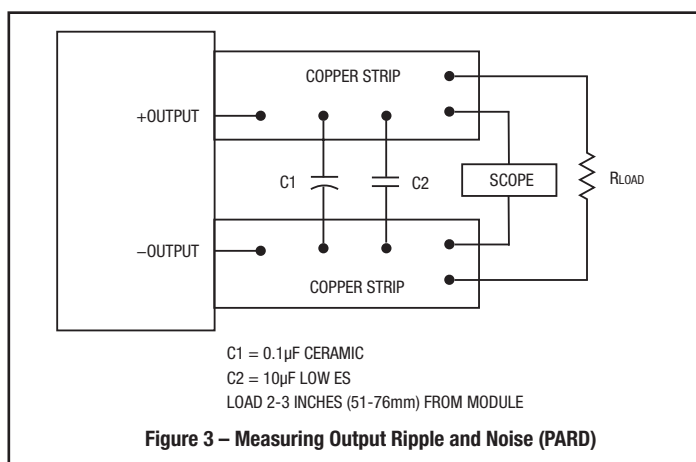 COPPER STRIP
+OUTPUT
C1
C2
SCOPE
RLOAD
–OUTPUT
COPPER STRIP
C1 = 0.1µF CERAMIC
C2 = 10µF LOW ES
LOAD 2-3 INCHES (51-76mm) FROM MODULE
Figure 3 – Measuring Output Ripple and Noise (PARD)